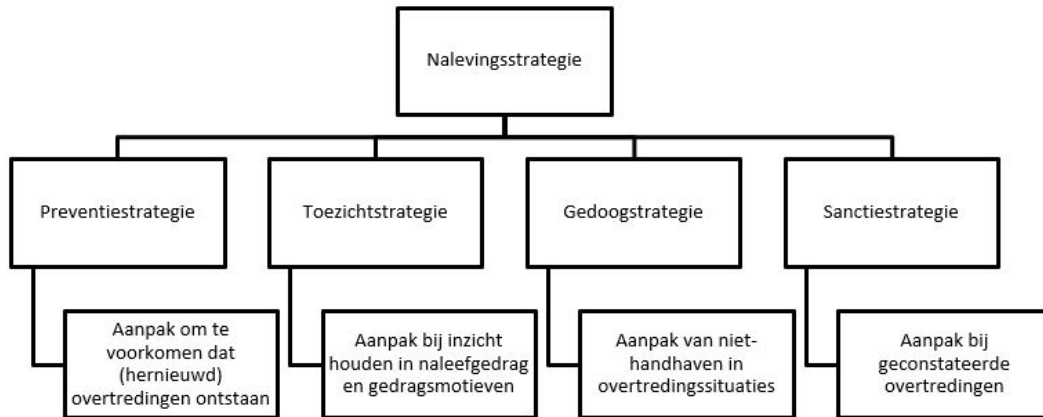 Nalevingsstrategie
Preventiestrategie
Toezichtstrategie
Gedoogstrategie
Sanctiestrategie
Aanpak om te
voorkomen dat
(hernieuwd)
overtredingen ontstaan
Aanpak bij inzicht
houden in naleefgedrag
en gedragsmotieven
Aanpak van niet-
handhaven in
overtredingssituaties
Aanpak bij
geconstateerde
overtredingen